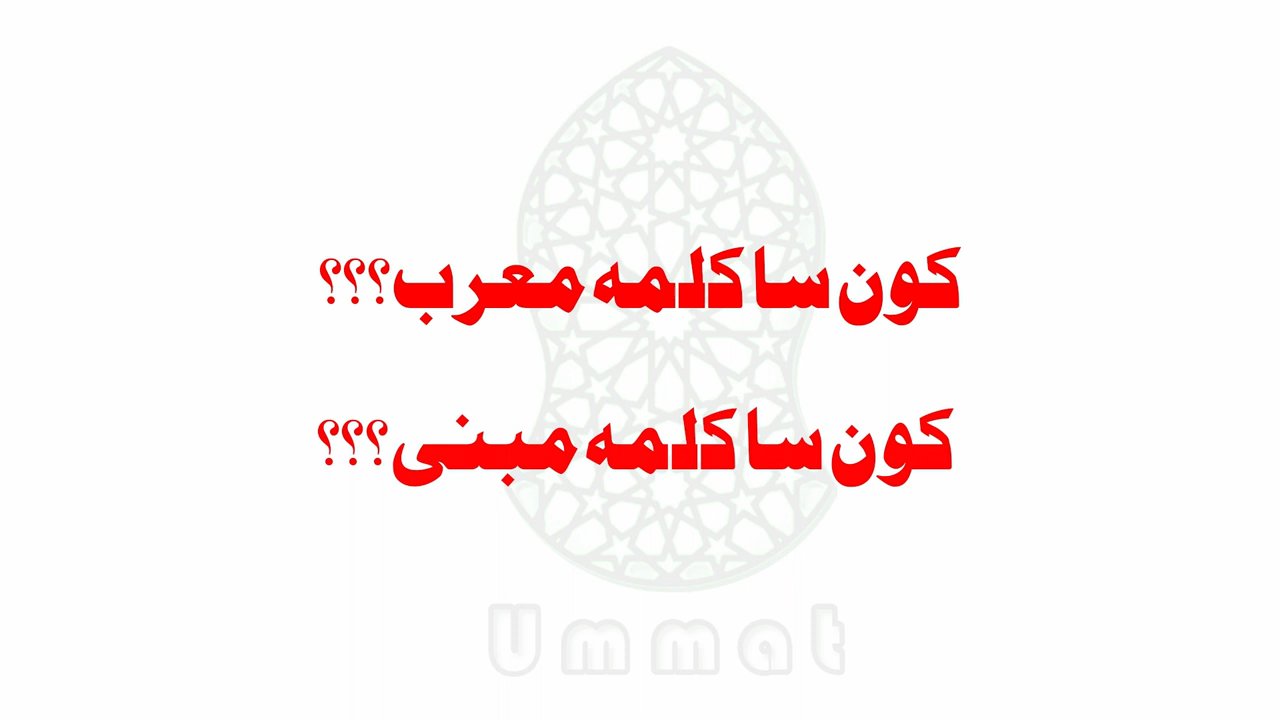 کون سا کلمہ معرب؟؟؟
کون سا کلمہ مبنی؟؟؟
Ummat